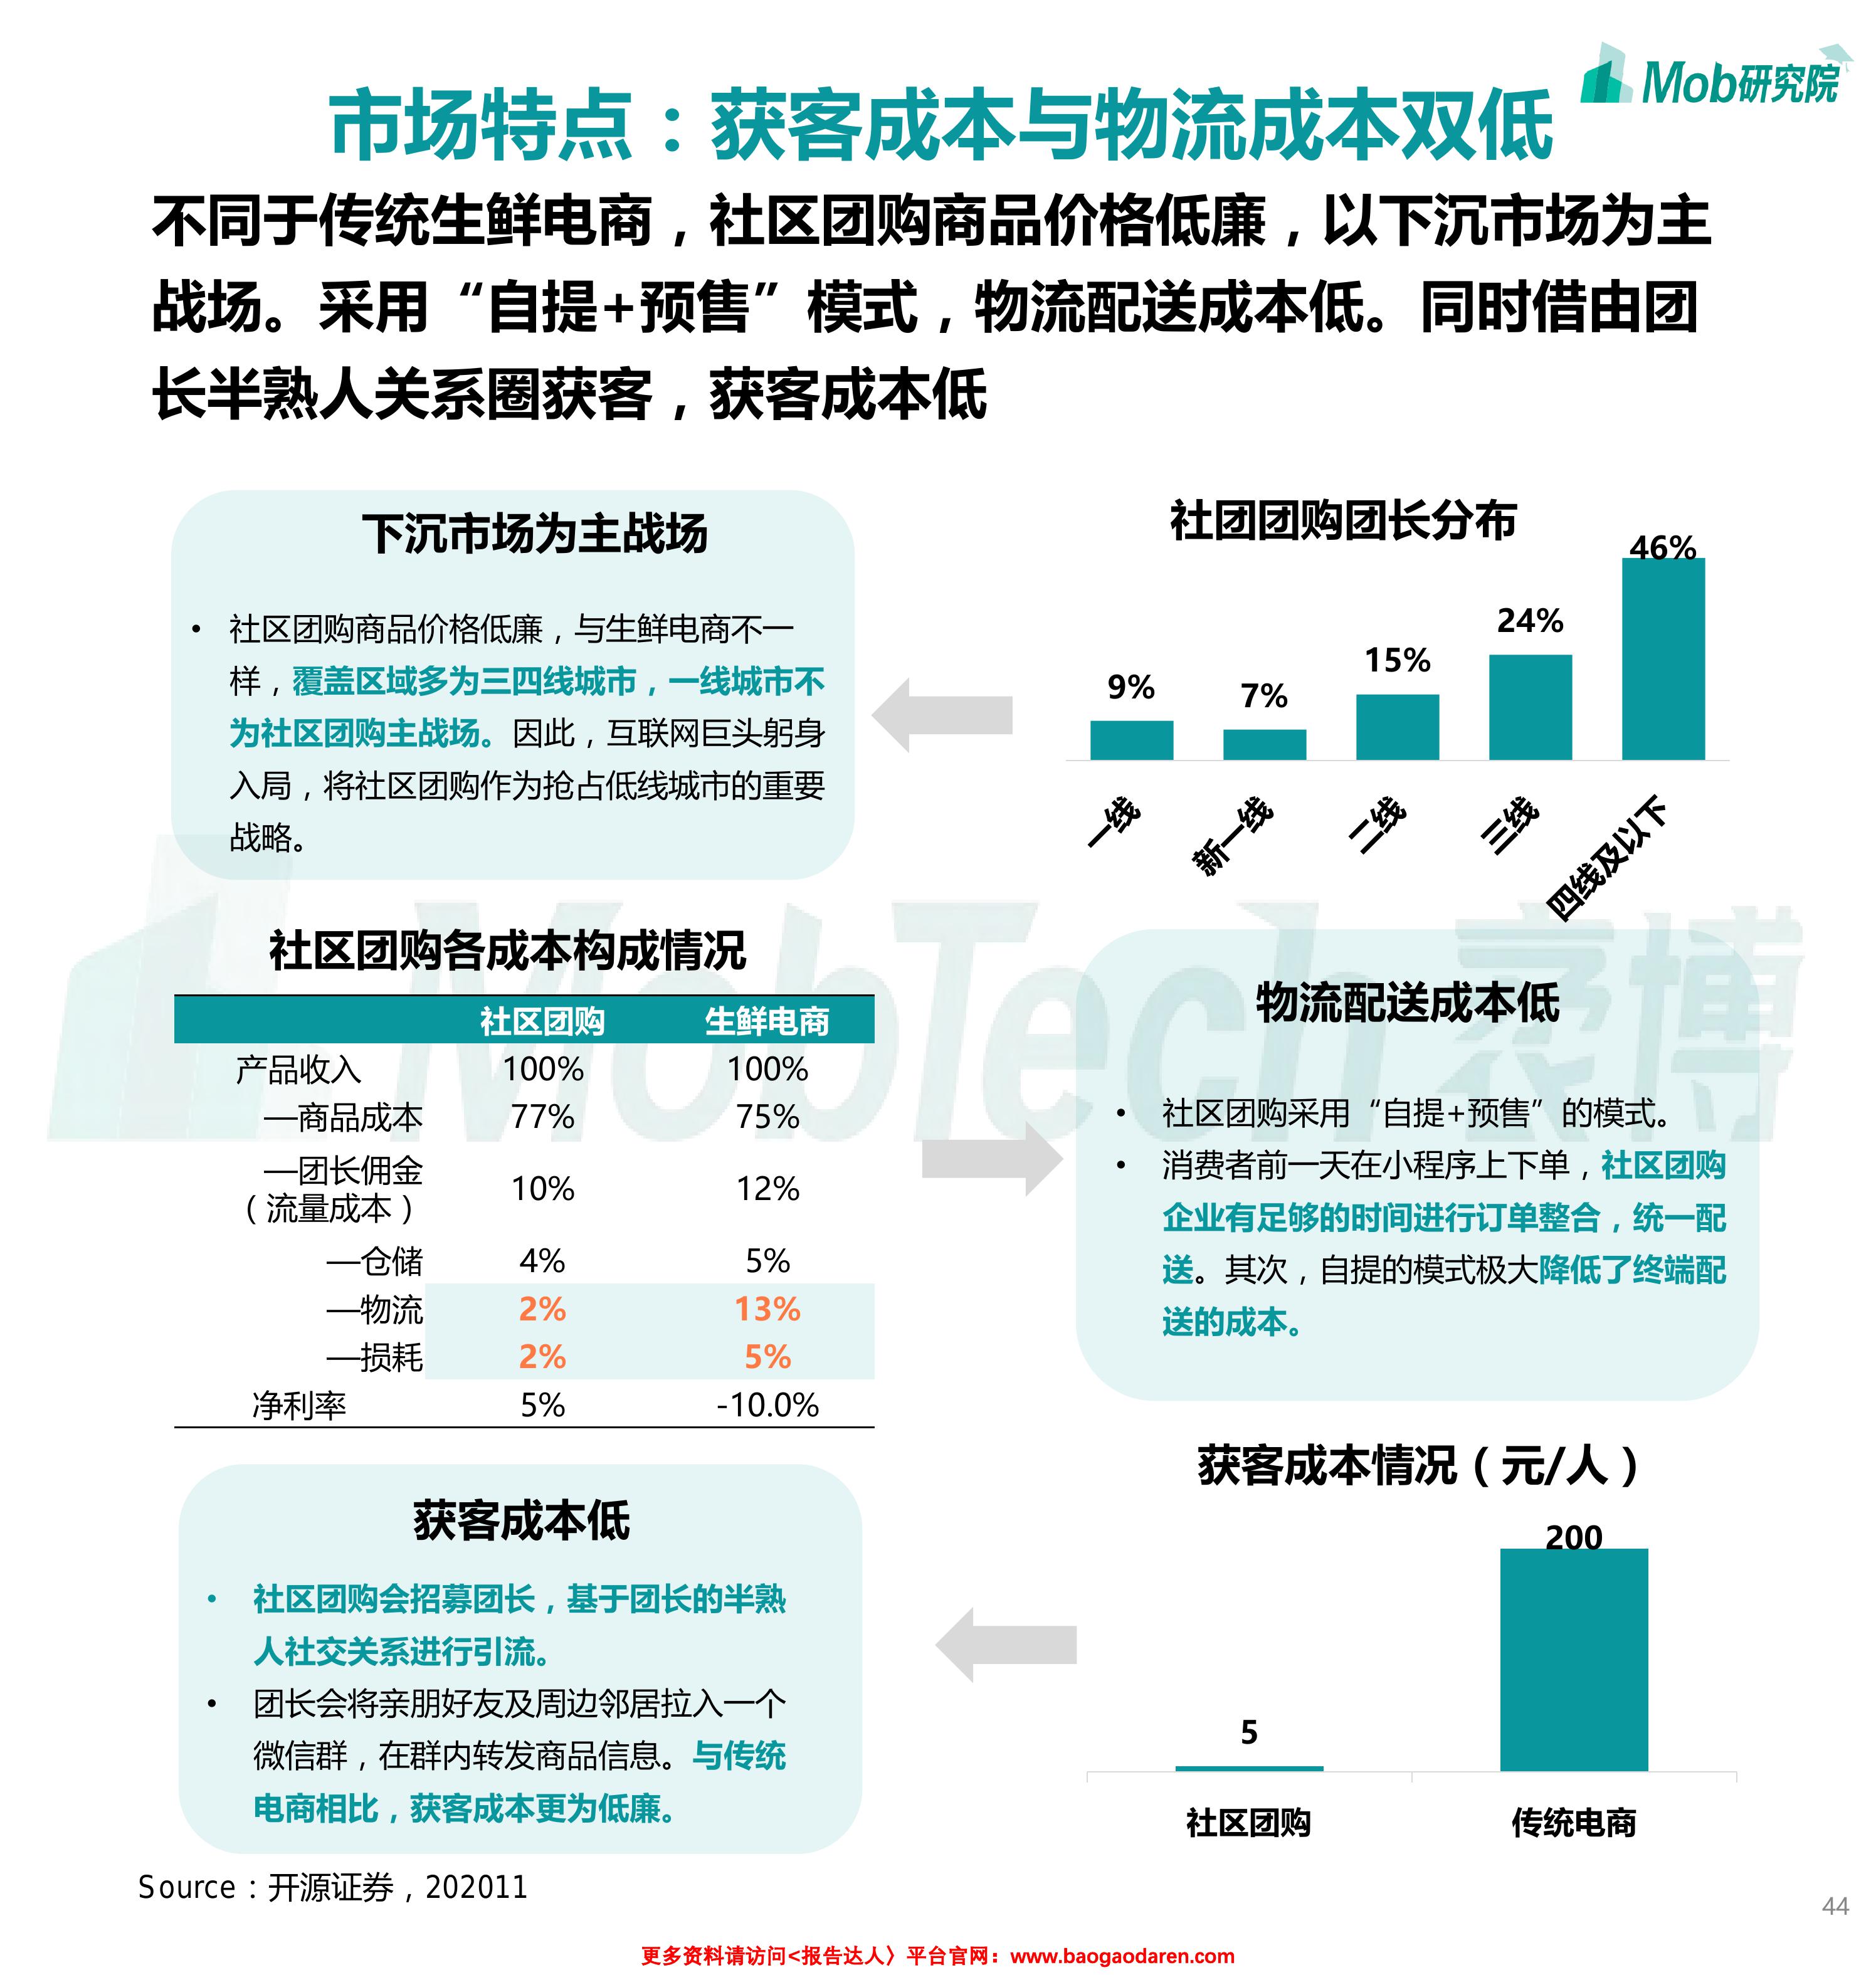 Mob研究院
市场特点：获客成本与物流成本双低
不同于传统生鲜电商，社区团购商品价格低廉，以下沉市场为主
战场。采用“自提+预售”模式，物流配送成本低。同时借由团
长半熟人关系圈获客，获客成本低
下沉市场为主战场
• 社区团购商品价格低廉，与生鲜电商不一
样，覆盖区域多为三四线城市，一线城市不
为社区团购主战场。因此，互联网巨头躬身
入局，将社区团购作为抢占低线城市的重要
战略。
社团团购团长分布
9%
7%
15%
24%
46%
一线
新一线
二线
三线
四线及以下
社区团购各成本构成情况
社区团购 生鲜电商
产品收入 100% 100%
—商品成本 77% 75%
—团长佣金
（流量成本） 10% 12%
—仓储 4% 5%
—物流 2% 13%
—损耗 2% 5%
净利率 5% -10.0%
物流配送成本低
• 社区团购采用“自提+预售”的模式。
• 消费者前一天在小程序上下单，社区团购
企业有足够的时间进行订单整合，统一配
送。其次，自提的模式极大降低了终端配
送的成本。
获客成本低
• 社区团购会招募团长，基于团长的半熟
人社交关系进行引流。
• 团长会将亲朋好友及周边邻居拉入一个
微信群，在群内转发商品信息。与传统
电商相比，获客成本更为低廉。
获客成本情况（元/人）
5
200
社区团购
传统电商
MobTech 袤博
Source：开源证券，202011
44
更多资料请访问<报告达人〉平台官网：www.baogaodaren.com